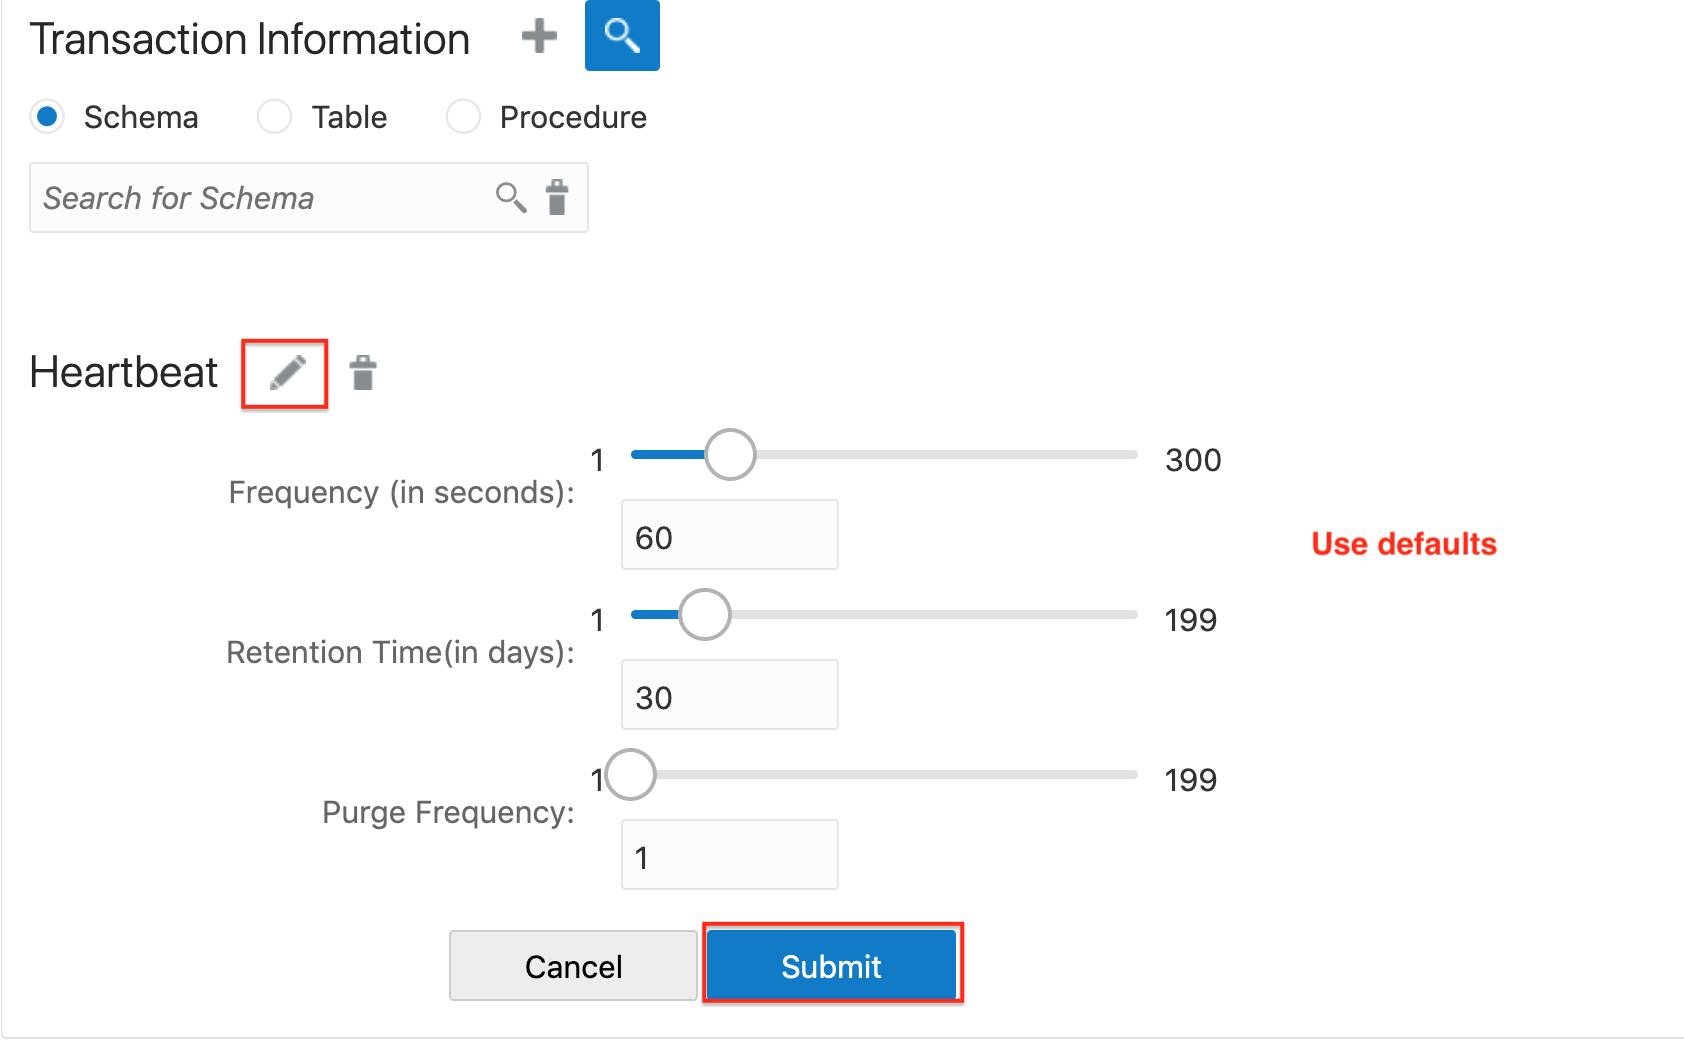 Transaction Information
Schema Table Procedure
Search for Schema
Heartbeat
1 300
Frequency (in seconds):
60
Use defaults
1 199
Retention Time(in days):
30
1 199
Purge Frequency:
1
Cancel Submit